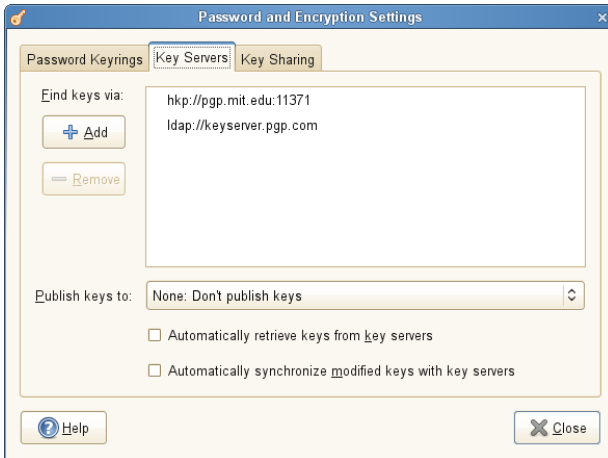 Password and Encryption Settings
Password Keyrings
Key Servers
Key Sharing
Find keys via:
hkp://pgp.mit.edu:11371
ldap://keyserver.pgp.com
Add
Remove
Publish keys to:
None: Don't publish keys
Automatically retrieve keys from key servers
Automatically synchronize modified keys with key servers
Help
Close